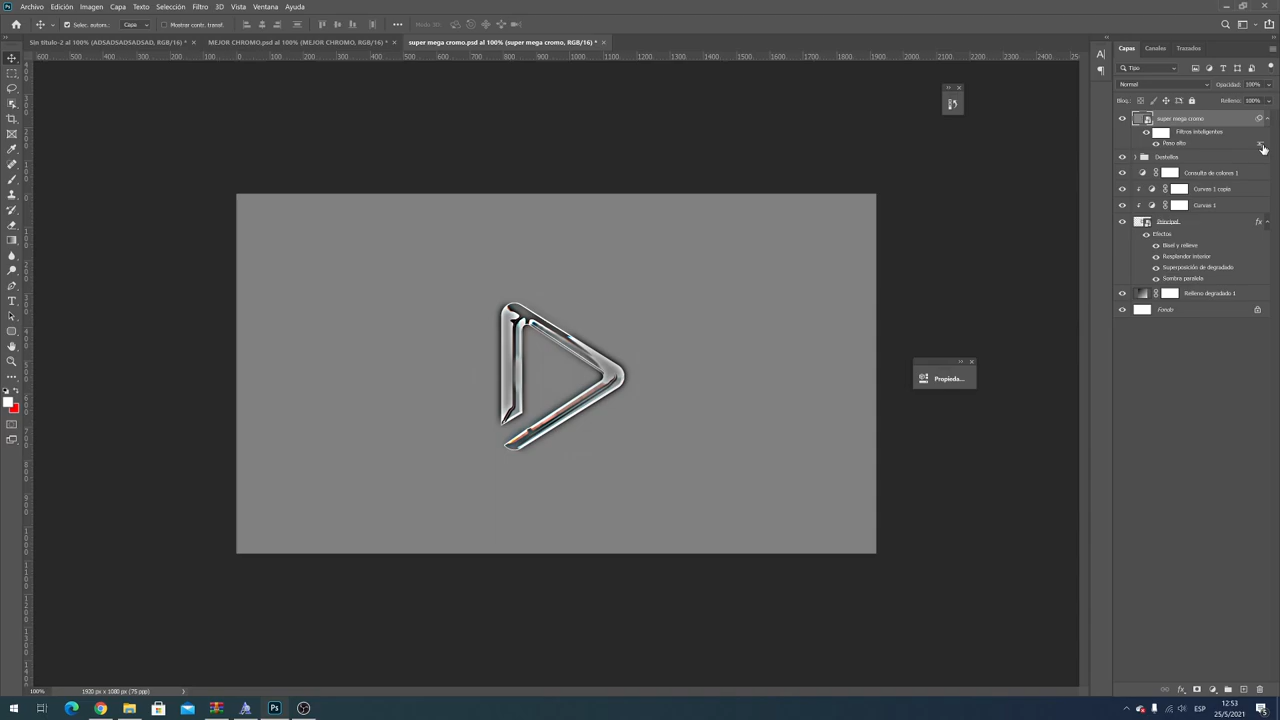 Archivo Edición Imagen Capa Texto Selección Filtro 3D Vista Ventana Ayuda
Selec. autom.: Capa Mostrar contr. transf. Modo 3D:
Sin título-2 al 100% (ADSADSADSADSAD, RGB/16) * × MEJOR CHROMO.psd al 100% (MEJOR CHROMO, RGB/16) * × super mega cromo.psd al 100% (super mega cromo, RGB/16) * ×
Capas Canales Trazados
Tipo
Normal Opacidad: 100%
Bloq.: Relleno: 100%
super mega cromo
Filtros inteligentes
Paso alto
Destellos
Consulta de colores 1
Curvas 1 copia
Curvas 1
Principal fx
Efectos
Bisel y relieve
Resplandor interior
Superposición de degradado
Sombra paralela
Relleno degradado 1
Fondo
Propieda...
100% 1920 px x 1080 px (75 ppp)
ESP 12:53
25/5/2021